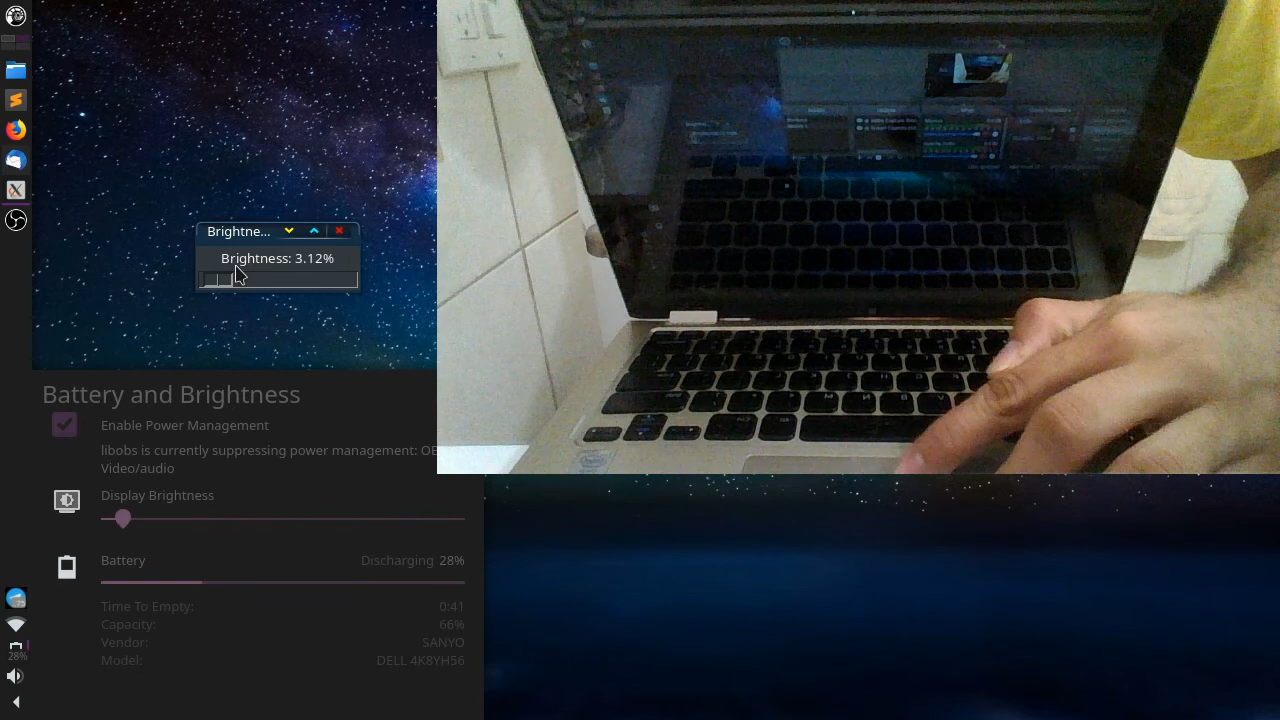 Brightne...
Brightness: 3.12%
Battery and Brightness
Enable Power Management
libobs is currently suppressing power management: OB
Video/audio
Display Brightness
Battery
Discharging 28%
Time To Empty: 0:41
Capacity: 66%
Vendor: SANYO
Model: DELL 4K8YH56
28%